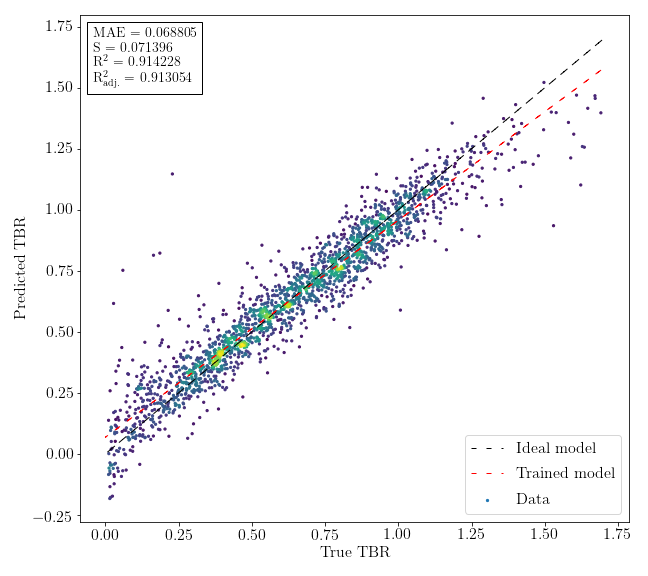 MAE = 0.068805
S = 0.071396
R² = 0.914228
R²adj. = 0.913054
1.75
1.50
1.25
1.00
0.75
0.50
0.25
0.00
−0.25
Predicted TBR
Ideal model
Trained model
Data
0.00 0.25 0.50 0.75 1.00 1.25 1.50 1.75
True TBR